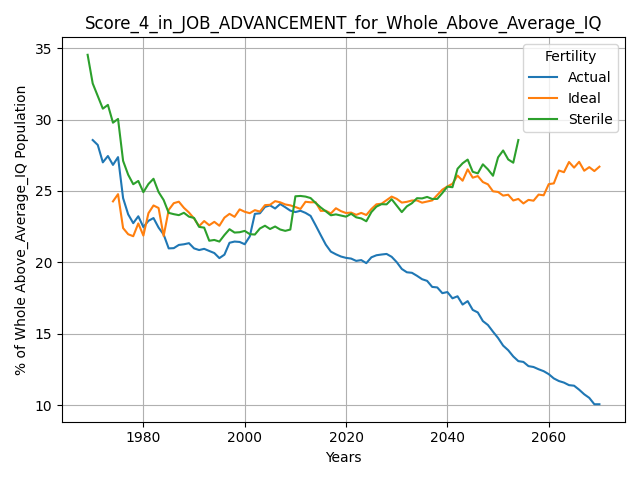 Score_4_in_JOB_ADVANCEMENT_for_Whole_Above_Average_IQ
% of Whole Above_Average_IQ Population
35
30
25
20
15
10
Fertility
Actual
Ideal
Sterile
1980 2000 2020 2040 2060
Years